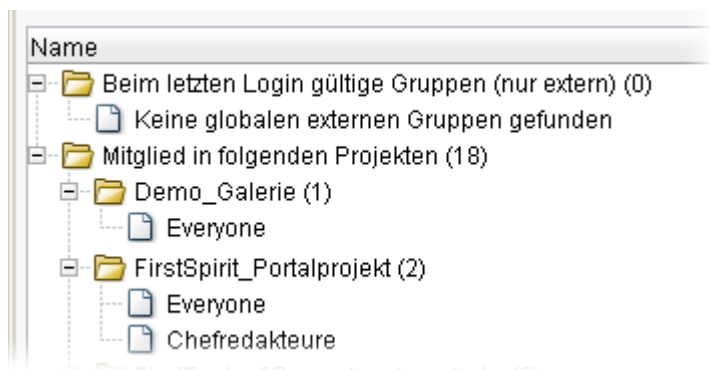 Name
Beim letzten Login gültige Gruppen (nur extern) (0)
Keine globalen externen Gruppen gefunden
Mitglied in folgenden Projekten (18)
Demo_Galerie (1)
Everyone
FirstSpirit_Portalprojekt (2)
Everyone
Chefredakteure